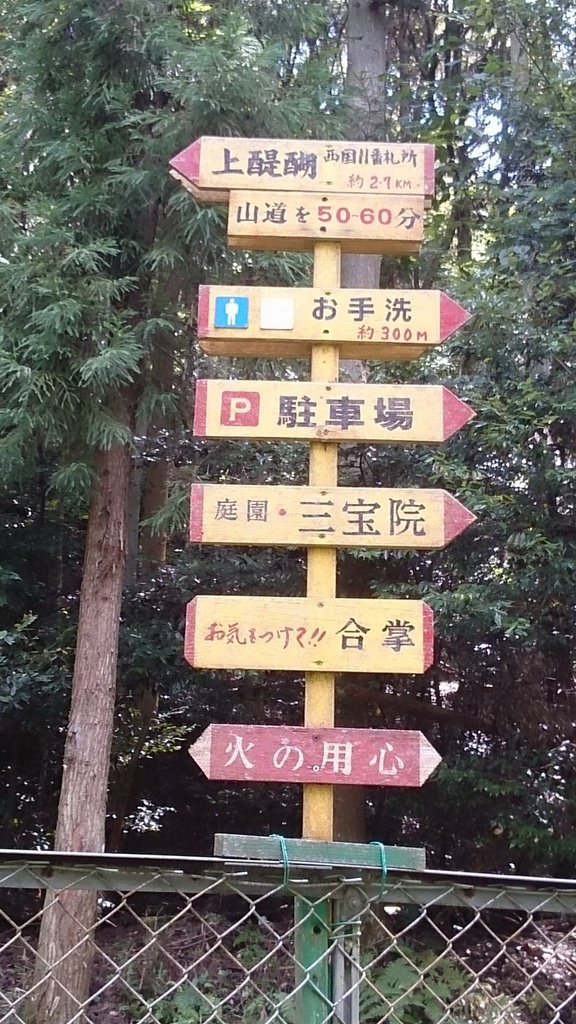 上醍醐 西国11番札所
約2.7KM
山道を50-60分
お手洗
約300M
P 駐車場
庭園・三宝院
お気をつけて!! 合掌
火の用心